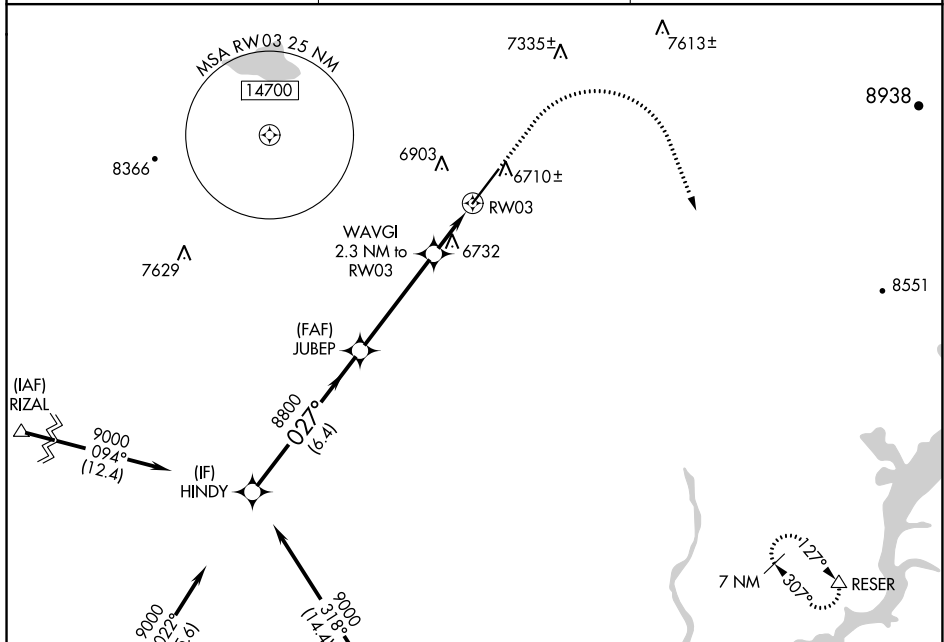 MSA RW03 25 NM
14700
7335±
7613±
8938
8366
6903
6710±
RW03
WAVGI
2.3 NM to
RW03
6732
7629
8551
(FAF)
JUBEP
(IAF)
RIZAL
9000
094°
(12.4)
8800
027°
(6.4)
(IF)
HINDY
9000
022°
9000
318°
7 NM
127°
307°
RESER